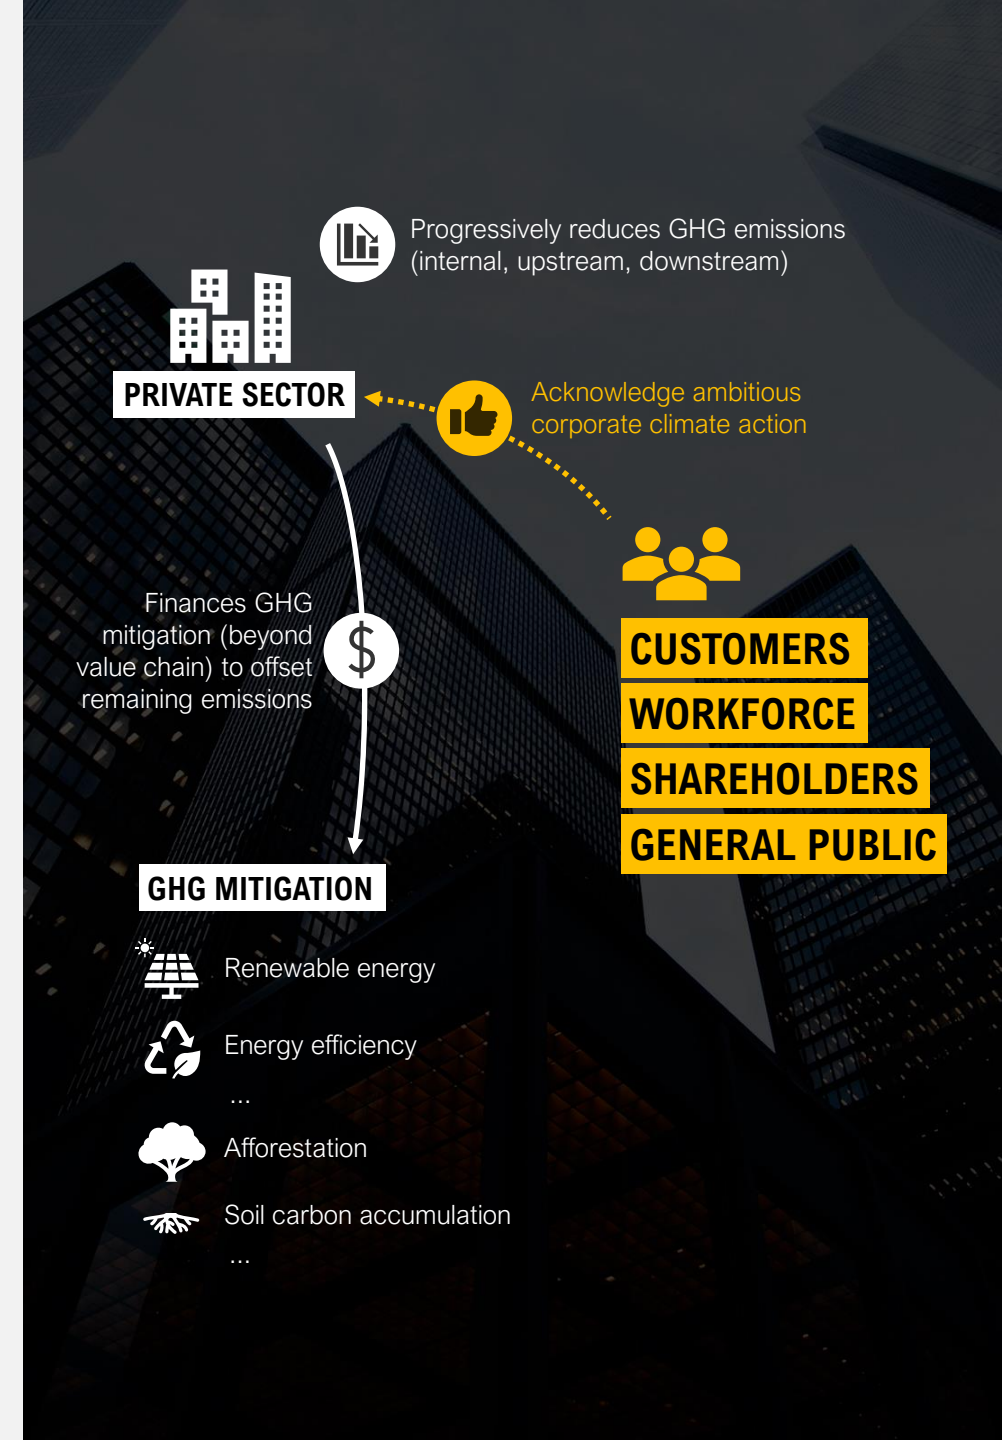 Progressively reduces GHG emissions
(internal, upstream, downstream)
PRIVATE SECTOR
Acknowledge ambitious
corporate climate action
Finances GHG
mitigation (beyond
value chain) to offset
remaining emissions
$
CUSTOMERS
WORKFORCE
SHAREHOLDERS
GENERAL PUBLIC
GHG MITIGATION
Renewable energy
Energy efficiency
...
Afforestation
Soil carbon accumulation
...